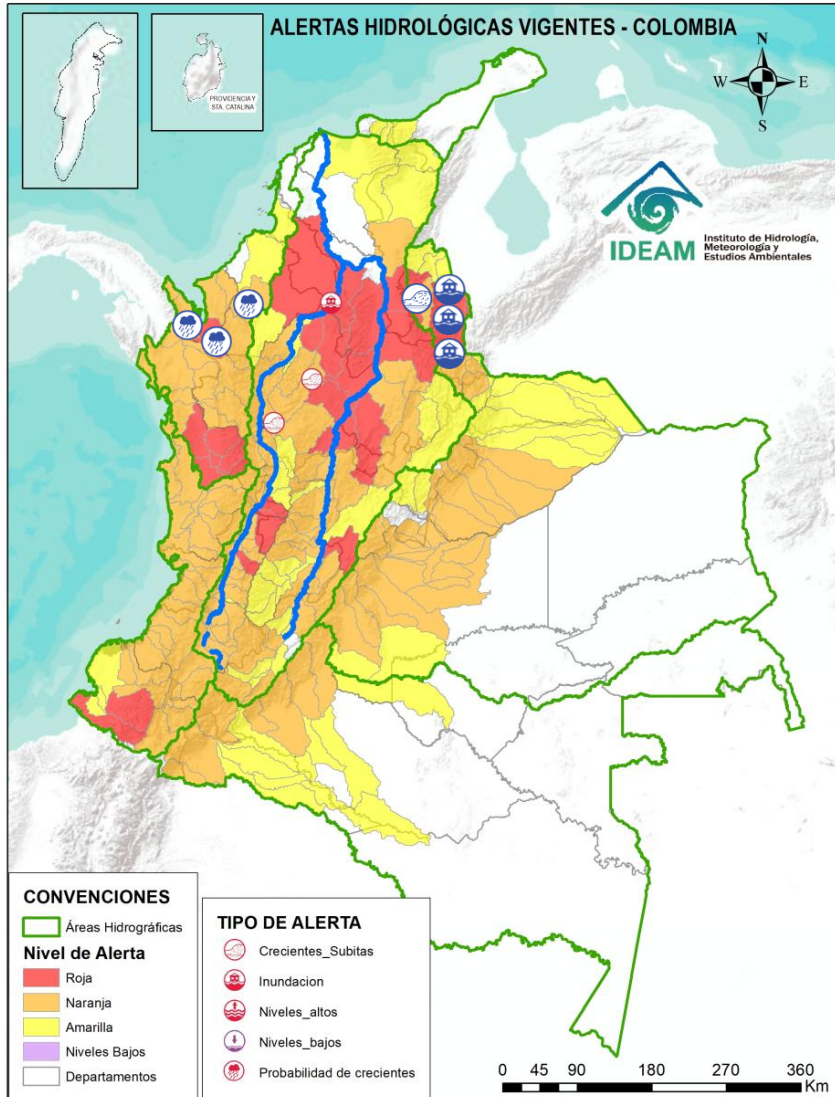 ALERTAS HIDROLÓGICAS VIGENTES - COLOMBIA
PROVIDENCIA Y
STA. CATALINA
N
W
E
S
IDEAM
Instituto de Hidrología,
Meteorología y
Estudios Ambientales
CONVENCIONES
Áreas Hidrográficas
Nivel de Alerta
Roja
Naranja
Amarilla
Niveles Bajos
Departamentos
TIPO DE ALERTA
Crecientes_Subitas
Inundacion
Niveles_altos
Niveles_bajos
Probabilidad de crecientes
0 45 90 180 270 360
Km